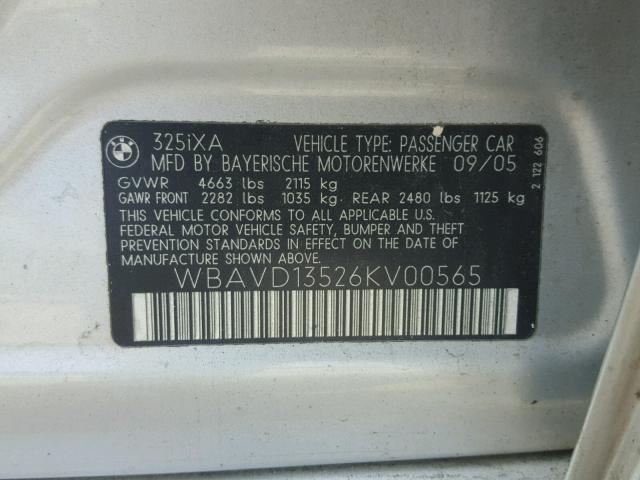 BMW
325iXA VEHICLE TYPE: PASSENGER CAR
MFD BY BAYERISCHE MOTORENWERKE 09/05
GVWR 4663 lbs 2115 kg
GAWR FRONT 2282 lbs 1035 kg REAR 2480 lbs 1125 kg
THIS VEHICLE CONFORMS TO ALL APPLICABLE U.S.
FEDERAL MOTOR VEHICLE SAFETY, BUMPER AND THEFT
PREVENTION STANDARDS IN EFFECT ON THE DATE OF
MANUFACTURE SHOWN ABOVE.
WBAVD13526KV00565
2 122 606